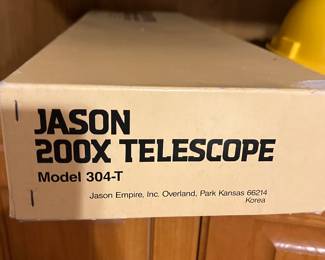 JASON
200X TELESCOPE
Model 304-T
Jason Empire, Inc. Overland, Park Kansas 66214
Korea